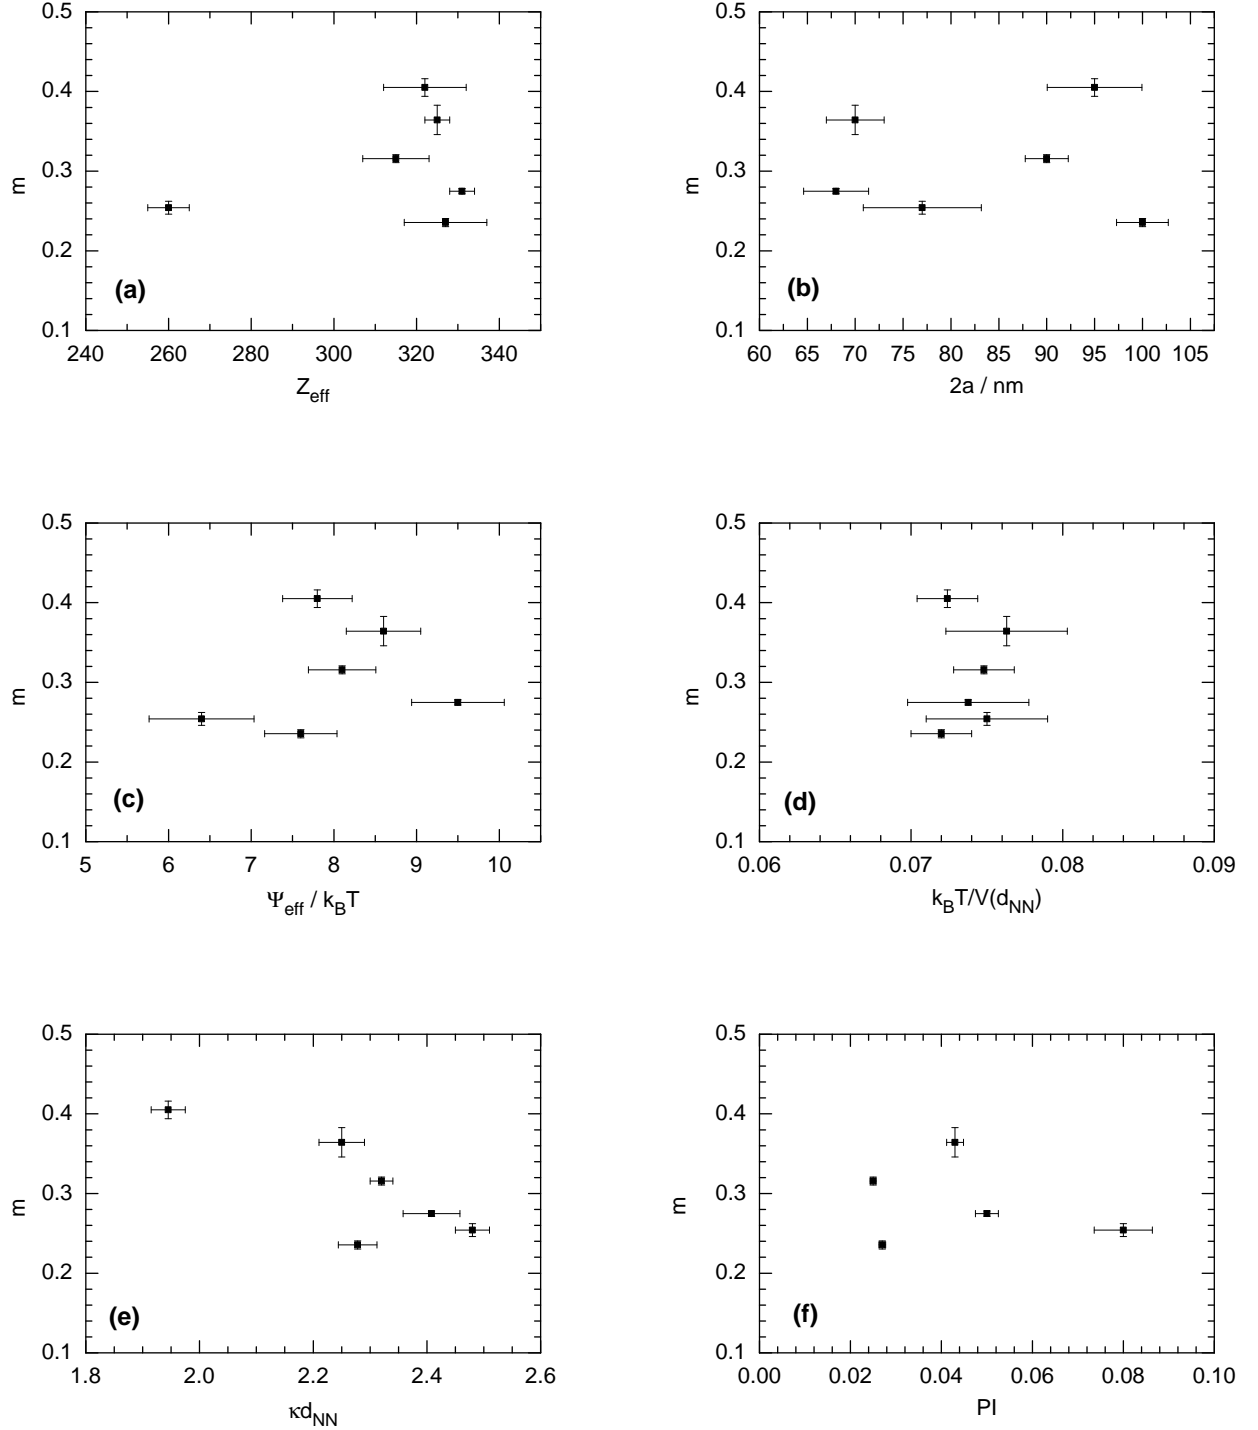 0.5
0.4
0.3
0.2
0.1
m
(a)
240 260 280 300 320 340
Z_eff
0.5
0.4
0.3
0.2
0.1
m
(b)
60 65 70 75 80 85 90 95 100 105
2a / nm
0.5
0.4
0.3
0.2
0.1
m
(c)
5 6 7 8 9 10
Ψ_eff / k_BT
0.5
0.4
0.3
0.2
0.1
m
(d)
0.06 0.07 0.08 0.09
k_BT/V(d_NN)
0.5
0.4
0.3
0.2
0.1
m
(e)
1.8 2.0 2.2 2.4 2.6
κd_NN
0.5
0.4
0.3
0.2
0.1
m
(f)
0.00 0.02 0.04 0.06 0.08 0.10
PI